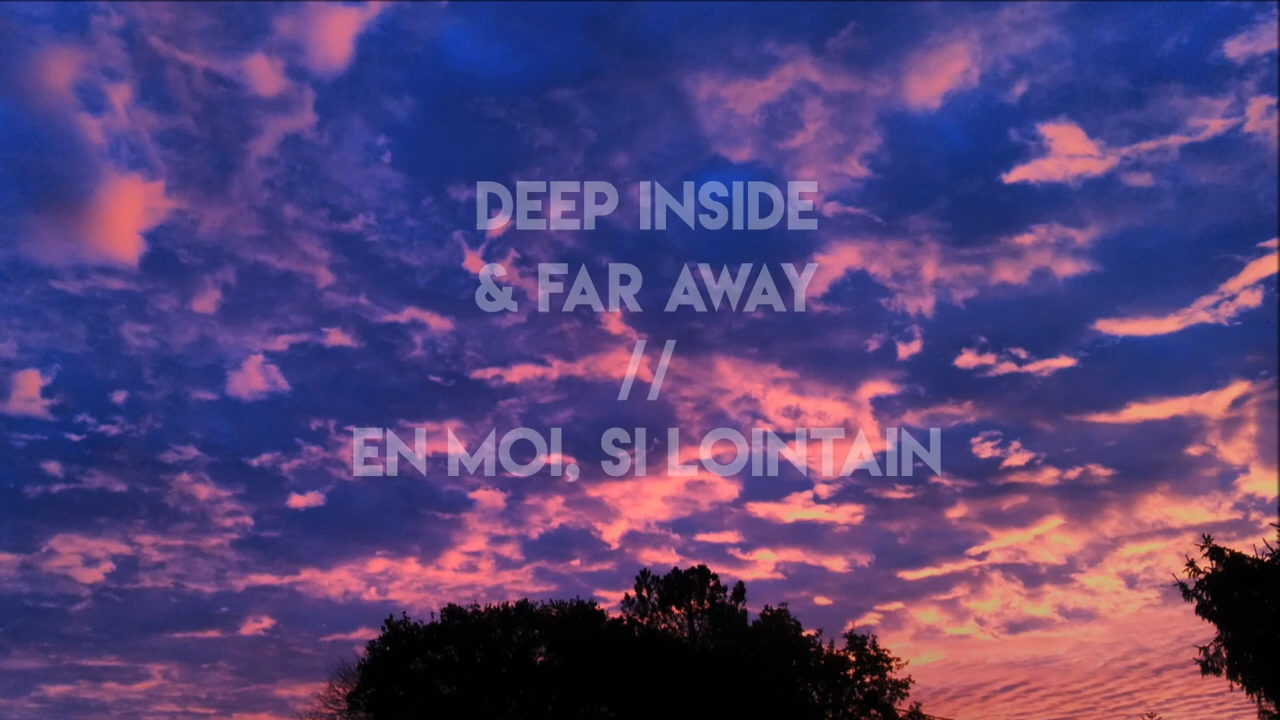 DEEP INSIDE
& FAR AWAY
//
EN MOI, SI LOINTAIN